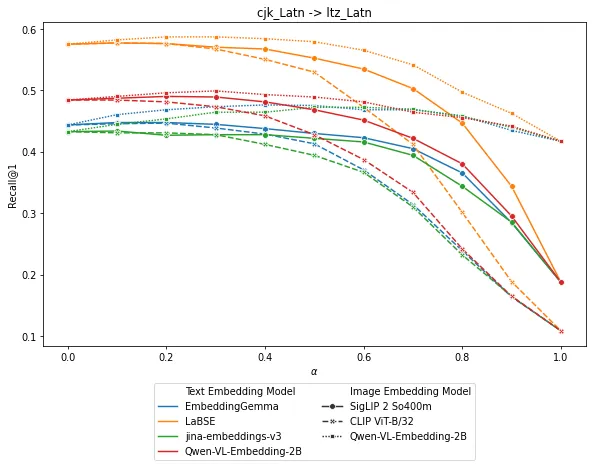 cjk_Latn -> ltz_Latn
Recall@1
0.6
0.5
0.4
0.3
0.2
0.1
0.0 0.2 0.4 0.6 0.8 1.0
α
Text Embedding Model
EmbeddingGemma
LaBSE
jina-embeddings-v3
Qwen-VL-Embedding-2B
Image Embedding Model
SigLIP 2 So400m
CLIP ViT-B/32
Qwen-VL-Embedding-2B